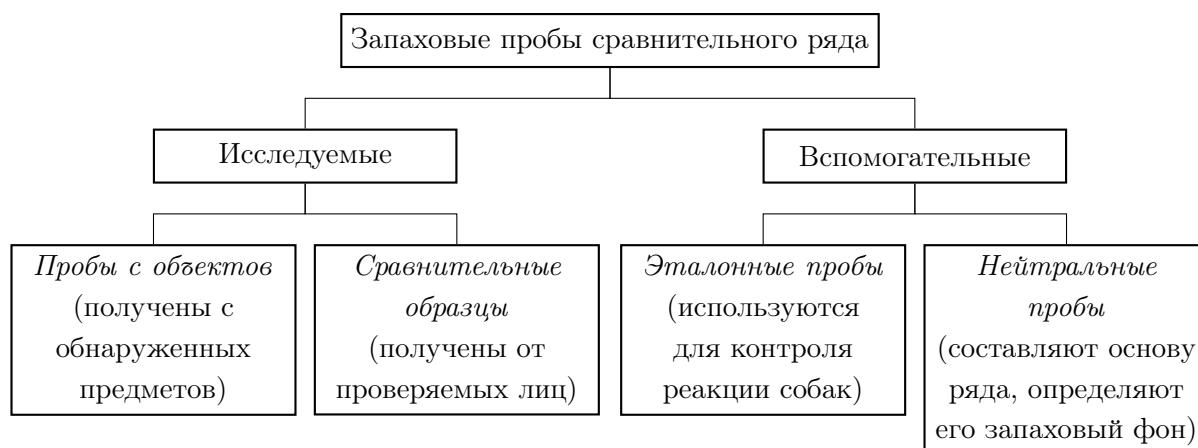 Запаховые пробы сравнительного ряда
Исследуемые
Вспомогательные
Пробы с объектов
(получены с
обнаруженных
предметов)
Сравнительные
образцы
(получены от
проверяемых лиц)
Эталонные пробы
(используются
для контроля
реакции собак)
Нейтральные
пробы
(составляют основу
ряда, определяют
его запаховый фон)